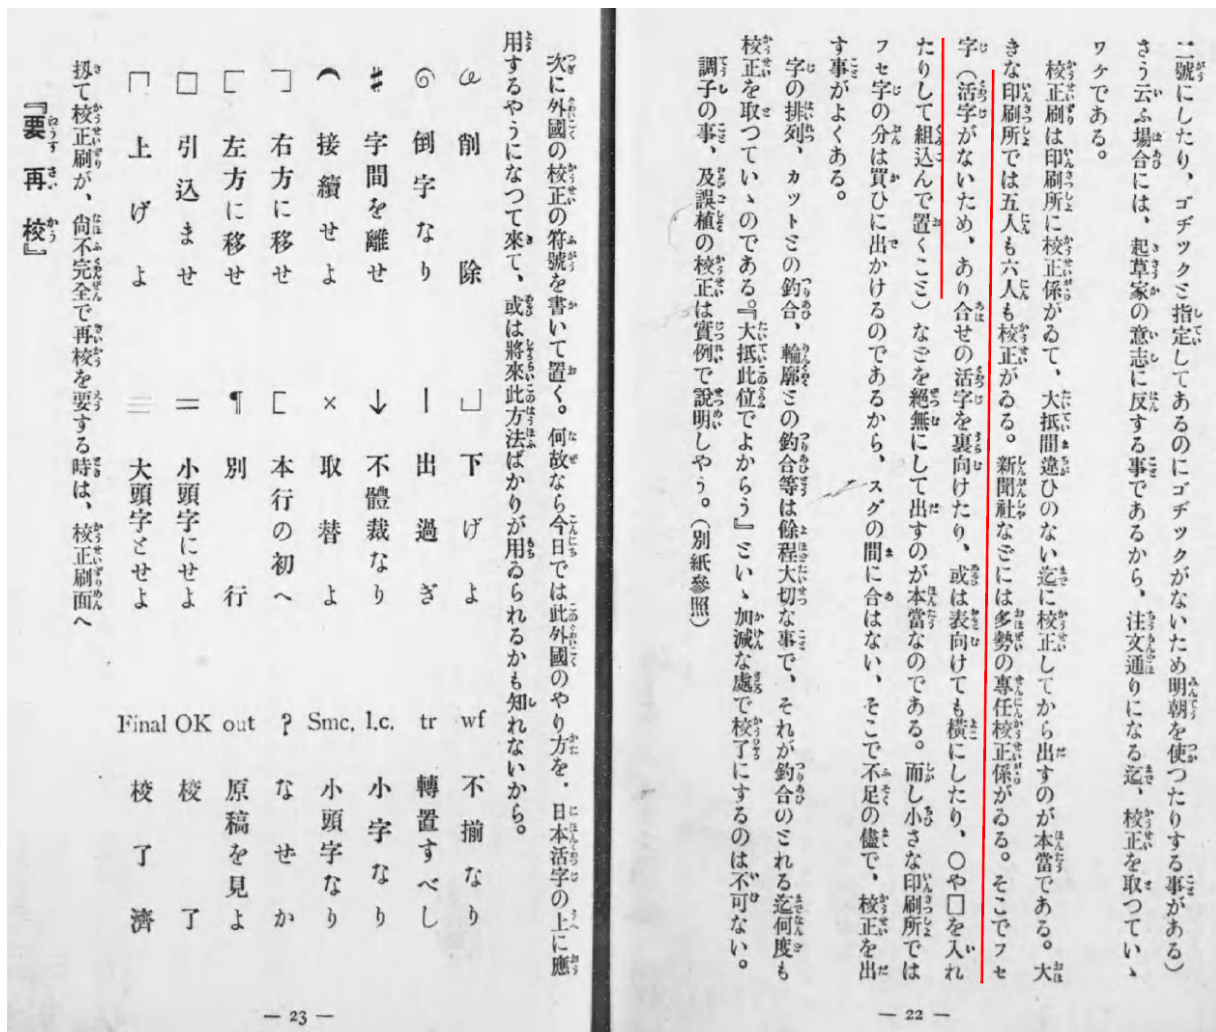 二號にしたり、ゴヂックと指定してあるのにゴヂックがないため明朝を使つたりする事がある)
さう云ふ場合には、起草家の意志に反する事であるから、注文通りになる迄、校正を取つていゝ
ワケである。
校正刷は印刷所に校正係がゐて、大抵間違ひのない迄に校正してから出すのが本當である。大
きな印刷所では五人も六人も校正がゐる。新聞社などには多勢の專任校正係がゐる。そこでフセ
字(活字がないため、あり合せの活字を裏向けたり、或は表向けても横にしたり、〇や□を入れ
たりして組込んで置くこと)などを絶無にして出すのが本當なのである。而し小さな印刷所では
フセ字の分は買ひに出かけるのであるから、スグの間に合はない、そこで不足の儘で、校正を出
す事がよくある。
字の排列、カットとの釣合、輪廓との釣合等は餘程大切な事で、それが釣合のとれる迄何度も
校正を取つていゝのである。『大抵此位でよからう』といゝ加減な處で校了にするのは不可ない。
調子の事、及誤植の校正は實例で說明しやう。(別紙參照)
— 22 —
次に外國の校正の符號を書いて置く。何故なら今日では此外國のやり方を、日本活字の上に應
用するやうになつて來て、或は將來此方法ばかりが用ゐられるかも知れないから。
削除 ⌴ 下げよ wf 不揃なり
倒字なり | 出過ぎ tr 轉置すべし
# 字間を離せ ↓ 不體裁なり l.c. 小字なり
⌒ 接續せよ × 取替よ Smc. 小頭字なり
] 右方に移せ [ 本行の初へ ? なせか
[ 左方に移せ ¶ 別行 out 原稿を見よ
□ 引込ませ = 小頭字にせよ OK 校了
⊓ 上げよ ≡ 大頭字とせよ Final 校了濟
扨て校正刷が、尙不完全で再校を要する時は、校正刷面へ
『要再校』
— 23 —